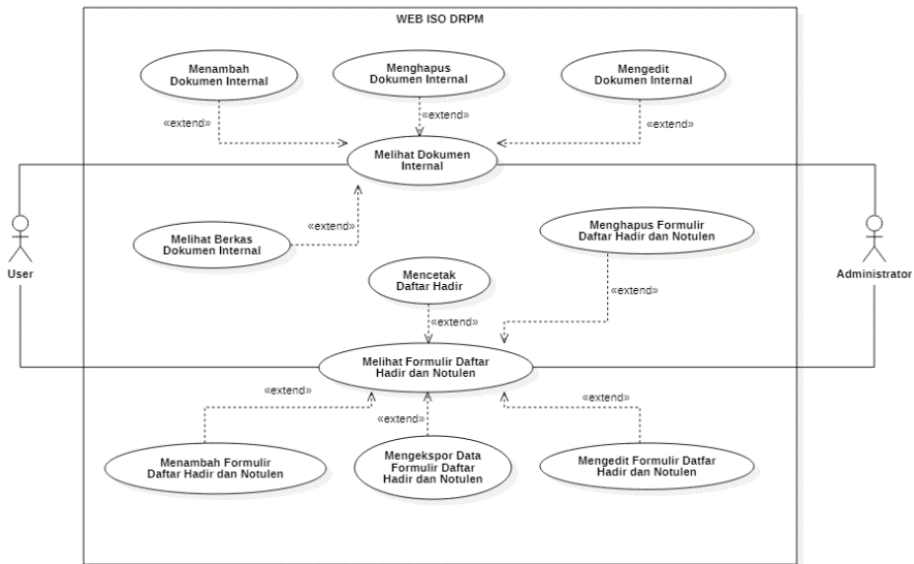 WEB ISO DRPM
Menambah
Dokumen Internal
Menghapus
Dokumen Internal
Mengedit
Dokumen Internal
«extend»
«extend»
«extend»
Melihat Dokumen
Internal
Melihat Berkas
Dokumen Internal
«extend»
Menghapus Formulir
Daftar Hadir dan Notulen
User
Administrator
Mencetak
Daftar Hadir
«extend»
«extend»
Melihat Formulir Daftar
Hadir dan Notulen
«extend»
«extend»
«extend»
Menambah Formulir
Daftar Hadir dan Notulen
Mengekspor Data
Formulir Daftar
Hadir dan Notulen
Mengedit Formulir Datfar
Hadir dan Notulen